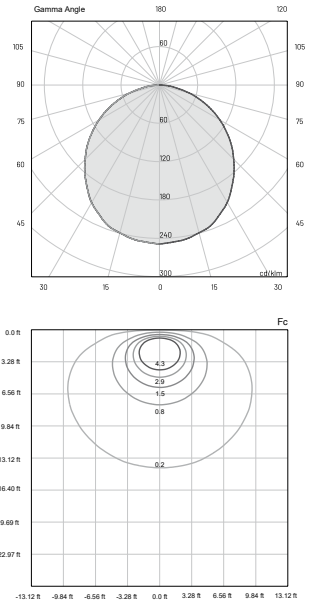 Gamma Angle 180 120
60
105 105
90 90
60
75 75
120
60 60
180
45 45
240
300 cd/klm
30 15 0 15 30
Fc
0.0 ft
3.28 ft 4.3
2.9
6.56 ft 1.5
0.8
9.84 ft
13.12 ft 0.2
16.40 ft
9.69 ft
22.97 ft
-13.12 ft -9.84 ft -6.56 ft -3.28 ft 0.0 ft 3.28 ft 6.56 ft 9.84 ft 13.12 ft